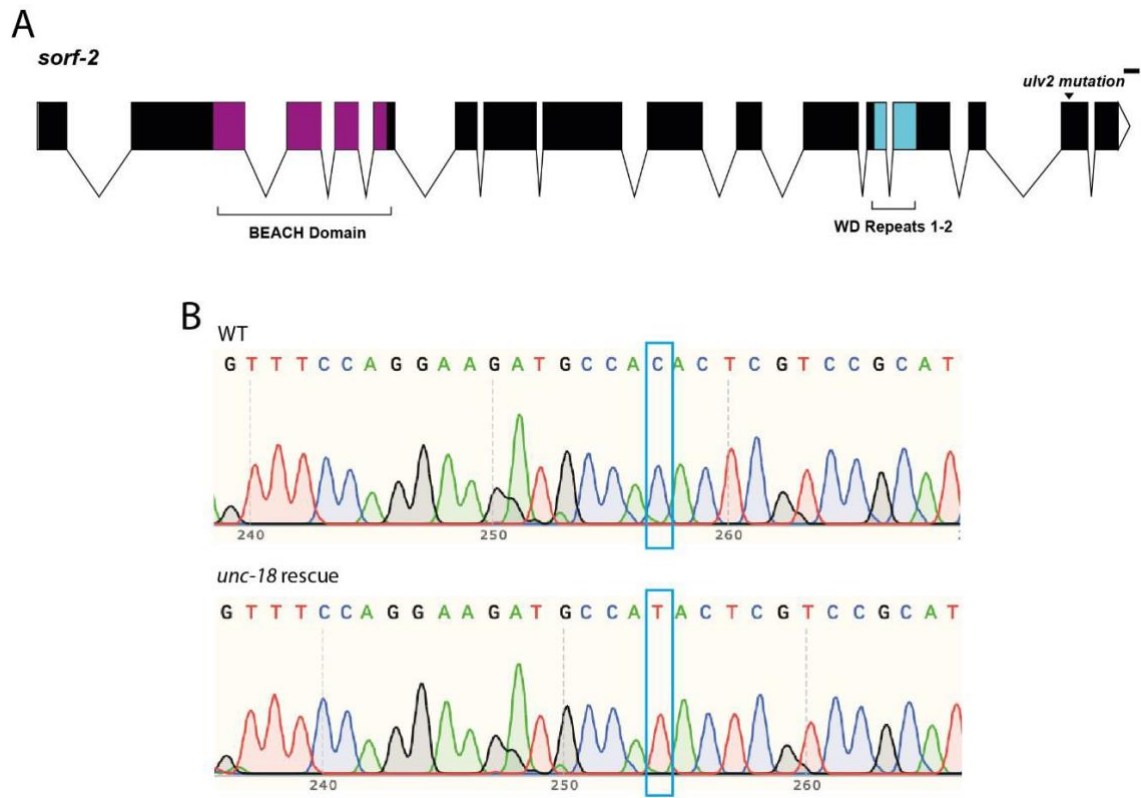 A
sorf-2
ulv2 mutation
BEACH Domain
WD Repeats 1-2
B
WT
G T T T C C A G G A A G A T G C C A C A C T C G T C C G C A T
240 250 260
unc-18 rescue
G T T T C C A G G A A G A T G C C A T A C T C G T C C G C A T
240 250 260